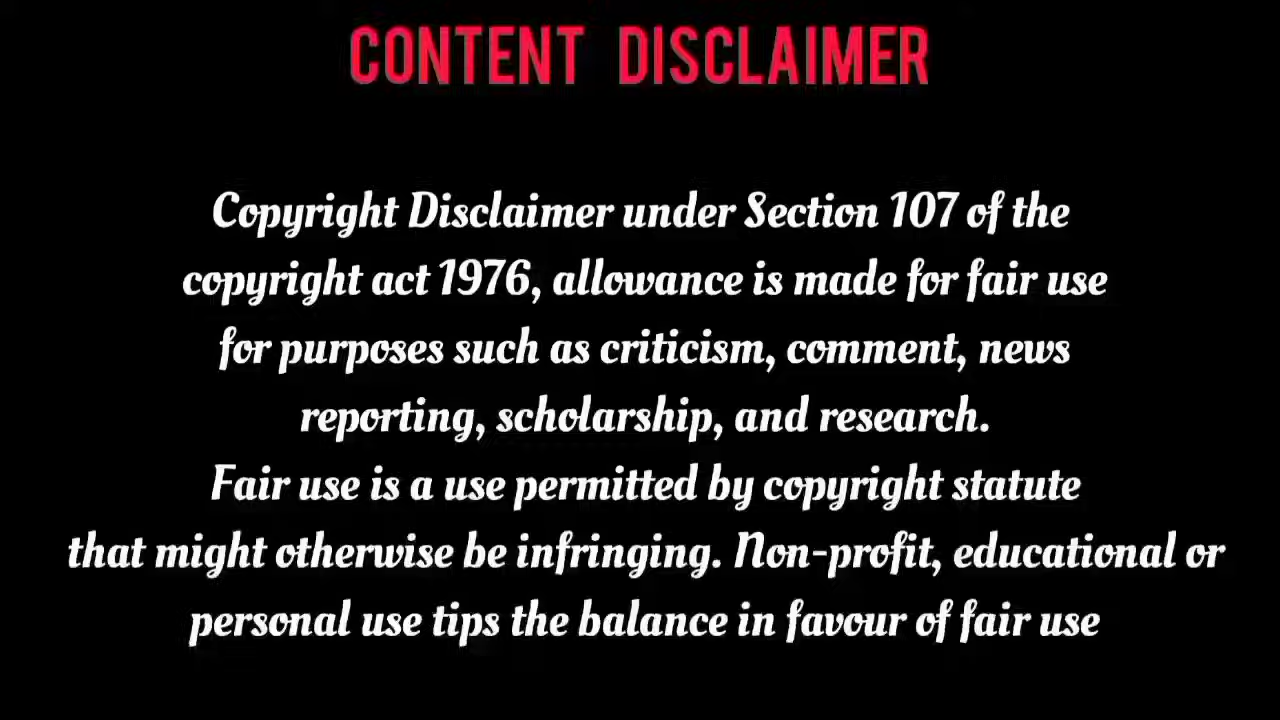 CONTENT DISCLAIMER
Copyright Disclaimer under Section 107 of the
copyright act 1976, allowance is made for fair use
for purposes such as criticism, comment, news
reporting, scholarship, and research.
Fair use is a use permitted by copyright statute
that might otherwise be infringing. Non-profit, educational or
personal use tips the balance in favour of fair use